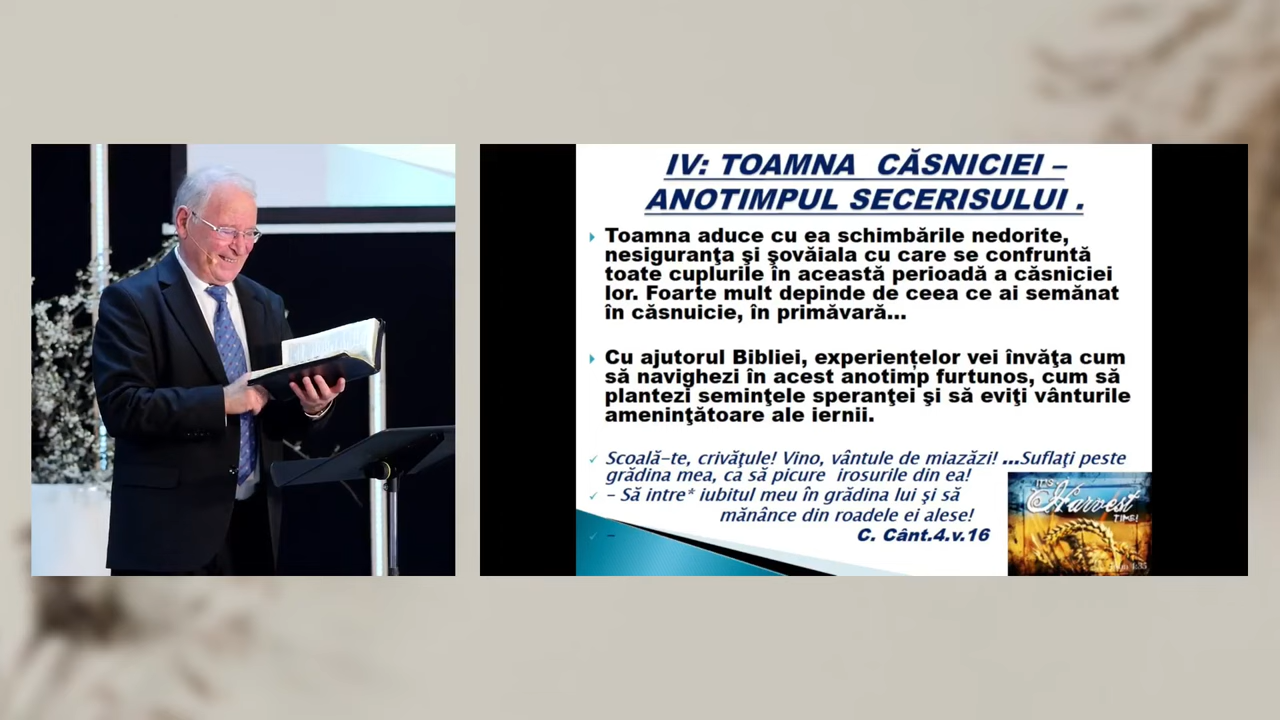 IV: TOAMNA CĂSNICIEI –
ANOTIMPUL SECERISULUI .
Toamna aduce cu ea schimbările nedorite,
nesiguranţa şi şovăiala cu care se confruntă
toate cuplurile în această perioadă a căsniciei
lor. Foarte mult depinde de ceea ce ai semănat
în căsnuicie, în primăvară...
Cu ajutorul Bibliei, experiențelor vei învăţa cum
să navighezi în acest anotimp furtunos, cum să
plantezi seminţele speranţei şi să eviţi vânturile
ameninţătoare ale iernii.
Scoală-te, crivăţule! Vino, vântule de miazăzi! ...Suflaţi peste
grădina mea, ca să picure irosurile din ea!
– Să intre* iubitul meu în grădina lui şi să
mănânce din roadele ei alese!
– C. Cânt.4.v.16
IT'S
Harvest
TIME!
4:35